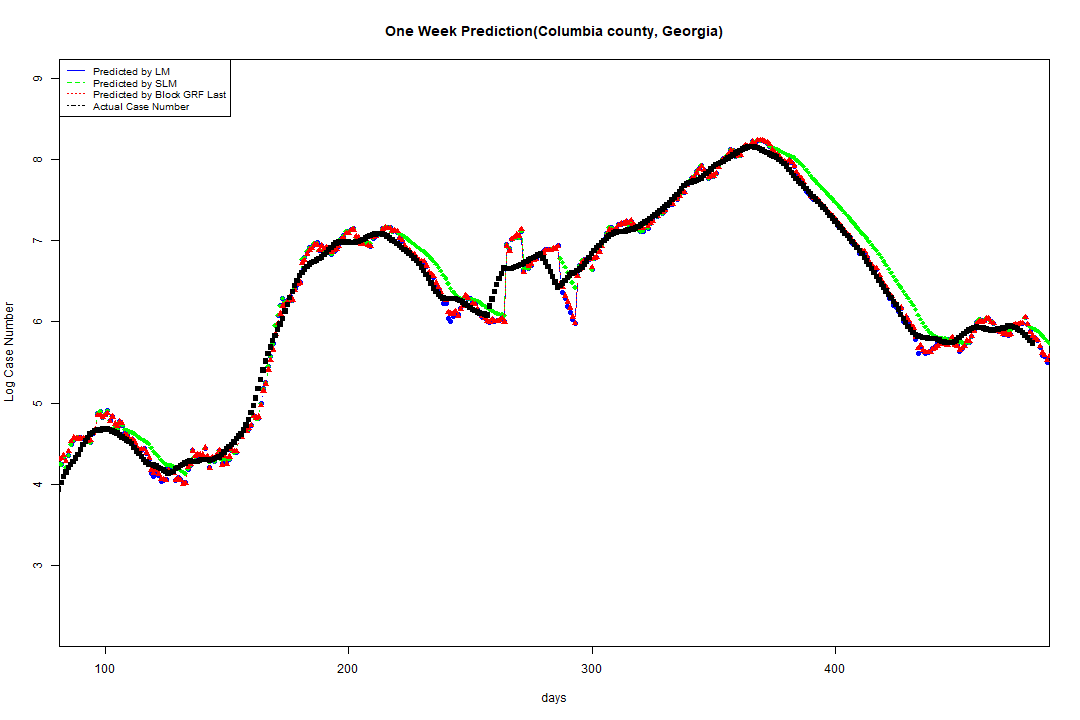 One Week Prediction(Columbia county, Georgia)
Predicted by LM
Predicted by SLM
Predicted by Block GRF Last
Actual Case Number
9
8
7
6
5
4
3
Log Case Number
100 200 300 400
days